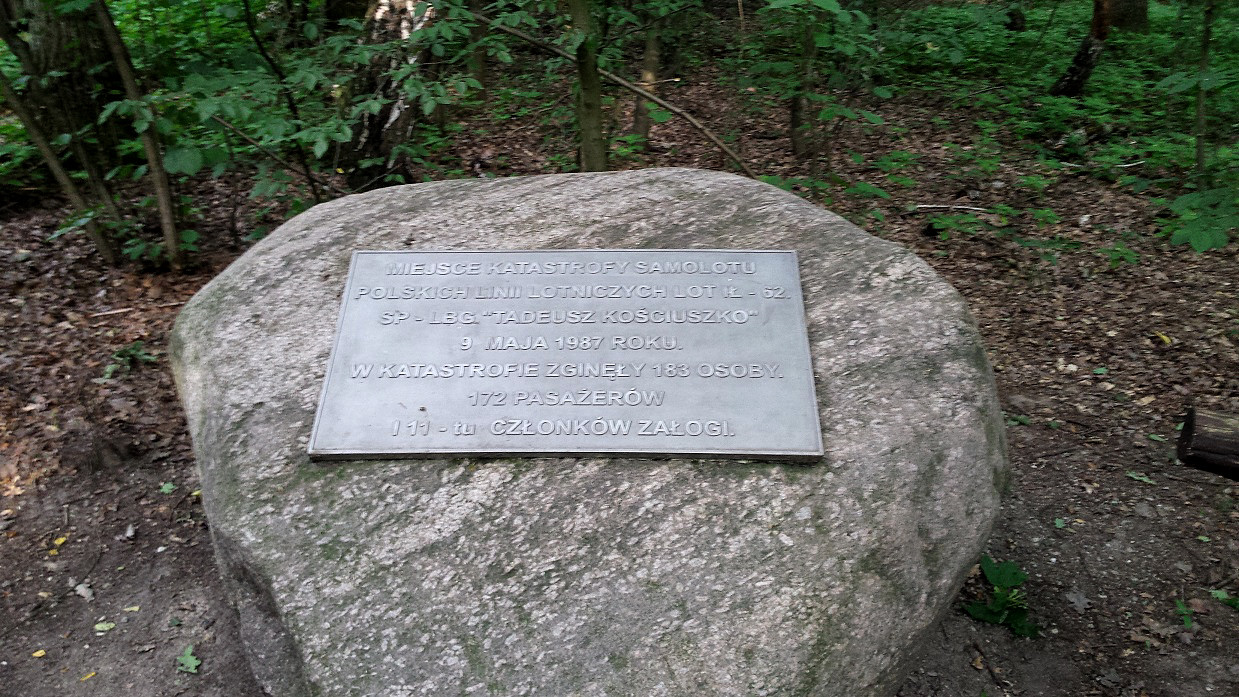 MIEJSCE KATASTROFY SAMOLOTU
POLSKICH LINII LOTNICZYCH LOT IŁ - 62.
SP - LBG."TADEUSZ KOŚCIUSZKO"
9 MAJA 1987 ROKU.
W KATASTROFIE ZGINĘŁY 183 OSOBY.
172 PASAŻERÓW
I 11 - tu CZŁONKÓW ZAŁOGI.